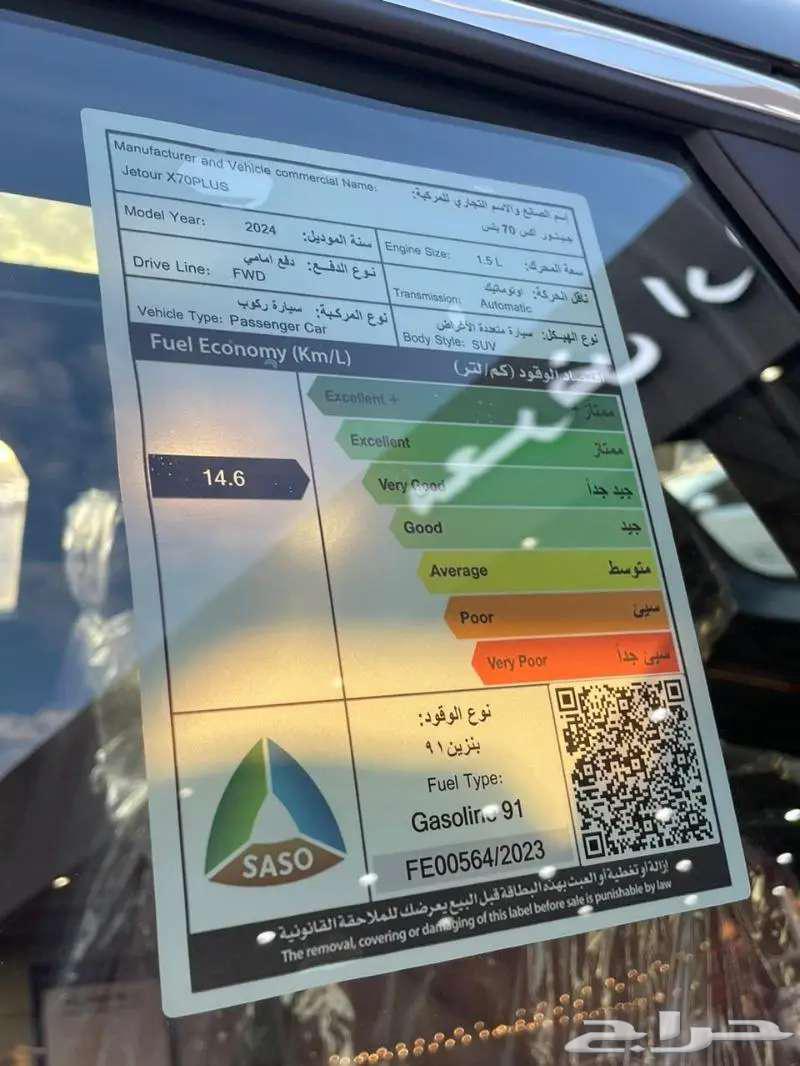 Manufacturer and Vehicle commercial Name:
إسم الصانع والاسم التجاري للمركبة:
Jetour X70PLUS
جيتور اكس 70 بلس
Model Year: 2024 سنة الموديل:
Engine Size: 1.5 L سعة المحرك:
Drive Line: دفع امامي نوع الدفع:
FWD
Transmission: اوتوماتيك ناقل الحركة:
Automatic
Vehicle Type: سيارة ركوب نوع المركبة:
Passenger Car
Body Style: سيارة متعددة الأغراض نوع الهيكل:
SUV
Fuel Economy (Km/L) اقتصاد الوقود (كم/لتر)
Excellent + ممتاز +
Excellent ممتاز
14.6
Very Good جيد جداً
Good جيد
Average متوسط
Poor سيئ
Very Poor سيئ جداً
نوع الوقود:
بنزين ٩١
Fuel Type:
Gasoline 91
FE00564/2023
SASO
إزالة أو تغطية أو العبث بهذه البطاقة قبل البيع يعرضك للملاحقة القانونية
The removal, covering or damaging of this label before sale is punishable by law
حراج